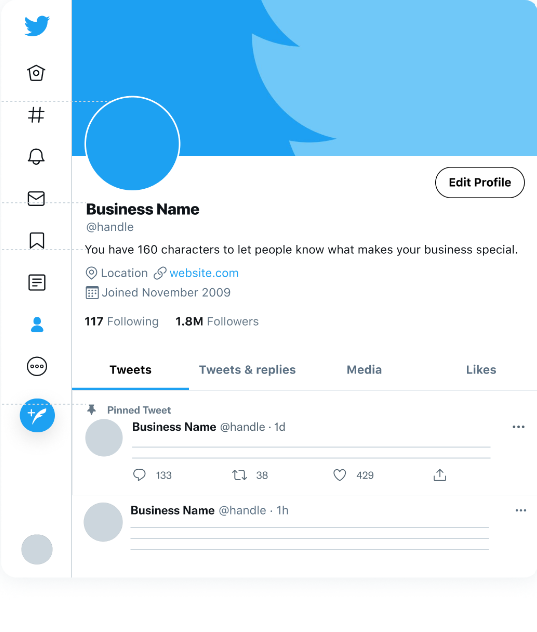 Edit Profile
Business Name
@handle
You have 160 characters to let people know what makes your business special.
Location website.com
Joined November 2009
117 Following 1.8M Followers
Tweets Tweets & replies Media Likes
Pinned Tweet
Business Name @handle · 1d
133 38 429
Business Name @handle · 1h